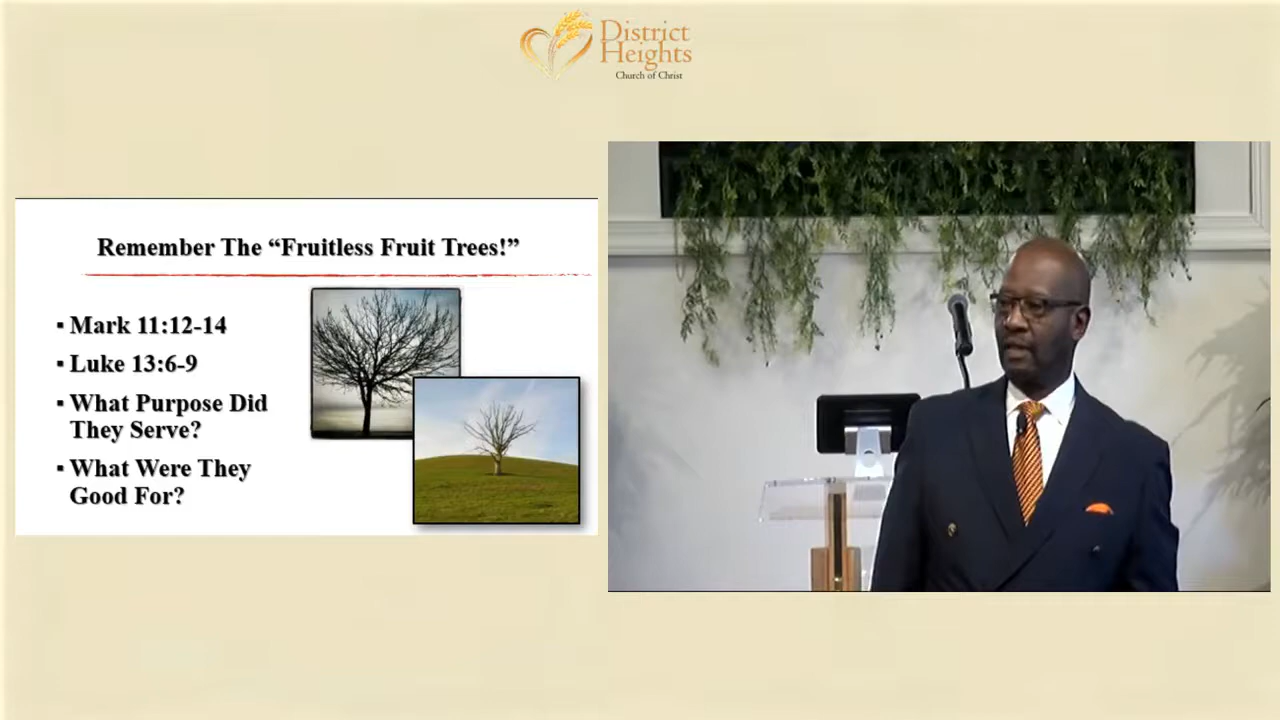 District
Heights
Church of Christ
Remember The “Fruitless Fruit Trees!”
▪ Mark 11:12-14
▪ Luke 13:6-9
▪ What Purpose Did
They Serve?
▪ What Were They
Good For?